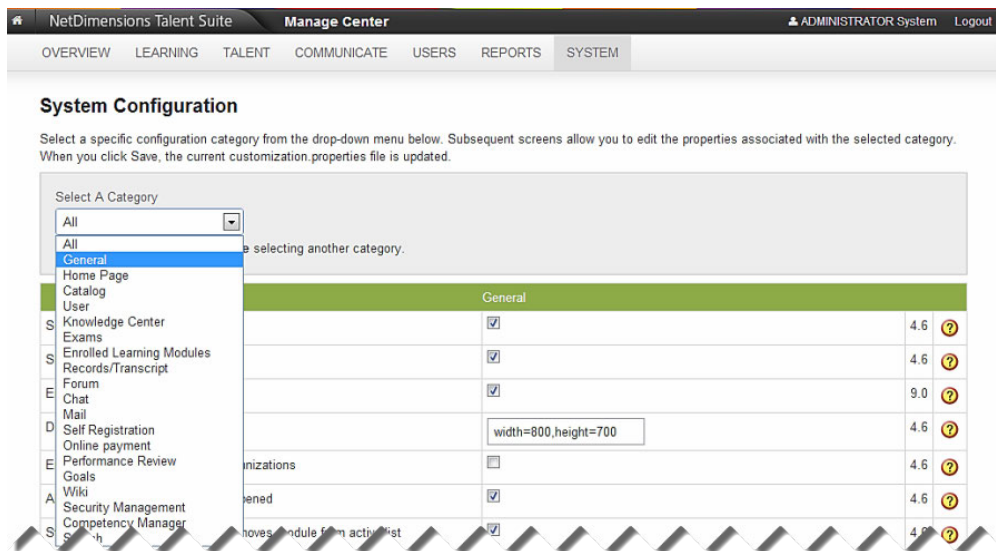 NetDimensions Talent Suite Manage Center ADMINISTRATOR System Logout
OVERVIEW LEARNING TALENT COMMUNICATE USERS REPORTS SYSTEM
System Configuration
Select a specific configuration category from the drop-down menu below. Subsequent screens allow you to edit the properties associated with the selected category.
When you click Save, the current customization.properties file is updated.
Select A Category
All
All
e selecting another category.
General
Home Page
Catalog
User
Knowledge Center
Exams
Enrolled Learning Modules
Records/Transcript
Forum
Chat
Mail
Self Registration
Online payment
Performance Review
Goals
Wiki
Security Management
Competency Manager
General
S 4.6 ?
S 4.6 ?
E 9.0 ?
D width=800,height=700 4.6 ?
E nizations 4.6 ?
A ened 4.6 ?
S module from active list ?